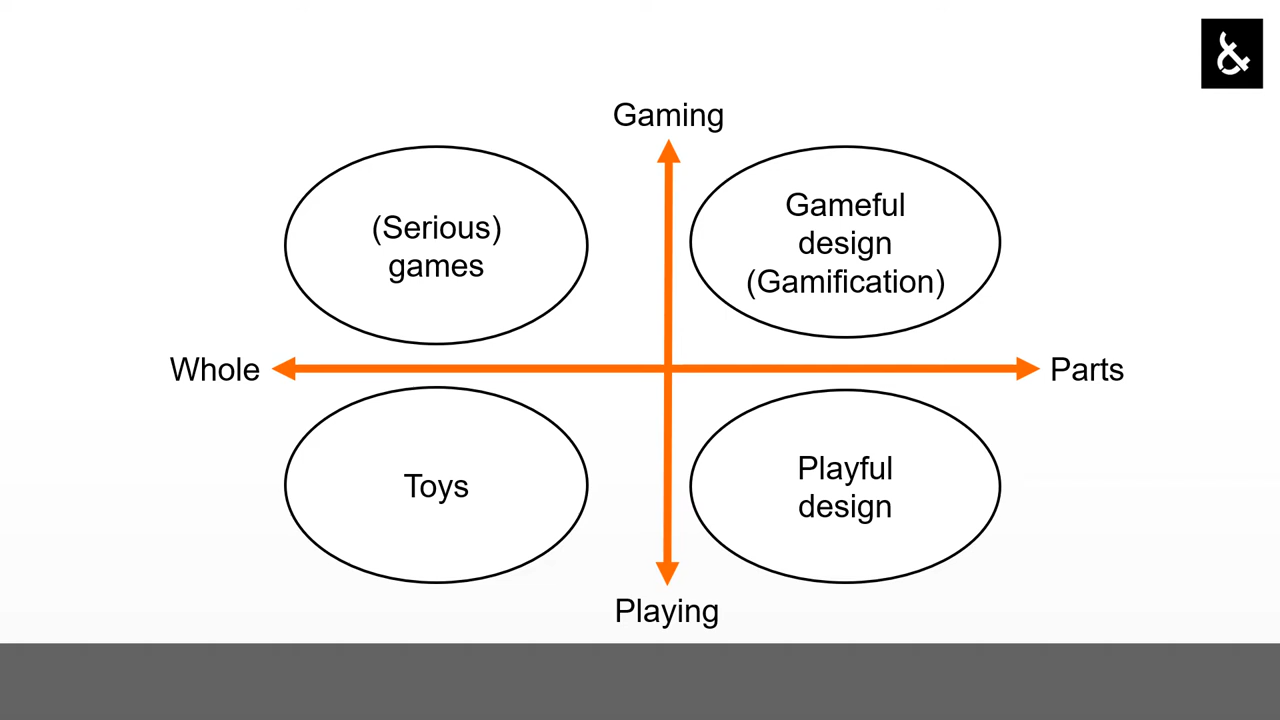 Gaming
(Serious)
games
Gameful
design
(Gamification)
Whole
Parts
Toys
Playful
design
Playing
&